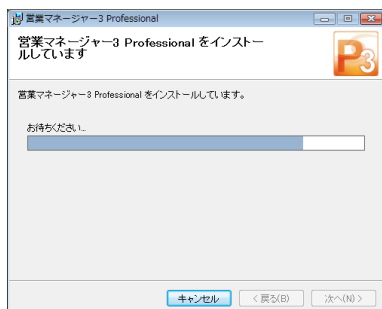 営業マネージャー3 Professional
営業マネージャー3 Professional をインストー
ルしています
P3
営業マネージャー3 Professional をインストールしています。
お待ちください...
キャンセル
< 戻る(B)
次へ(N) >